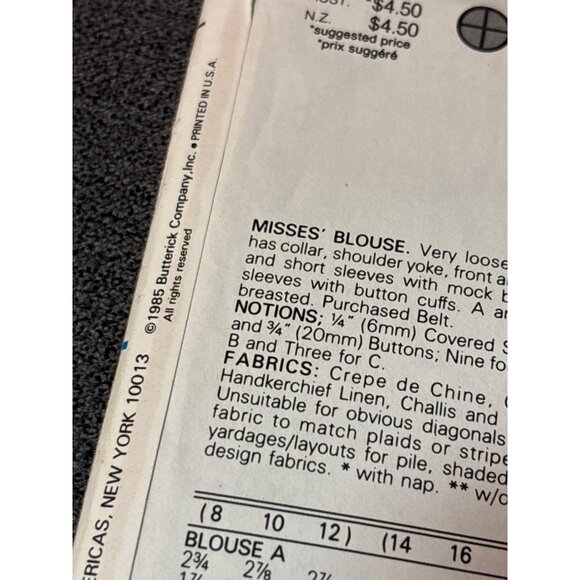 $4.50
N.Z. $4.50
*suggested price
*prix suggéré
©1985 Butterick Company, Inc. • PRINTED IN U.S.A.
All rights reserved
ERICAS, NEW YORK 10013
MISSES' BLOUSE. Very loose
has collar, shoulder yoke, front a
and short sleeves with mock b
sleeves with button cuffs. A a
breasted. Purchased Belt.
NOTIONS; ¼" (6mm) Covered S
and ¾" (20mm) Buttons; Nine fo
B and Three for C.
FABRICS: Crepe de Chine,
Handkerchief Linen, Challis and
Unsuitable for obvious diagonals
fabric to match plaids or stripe
yardages/layouts for pile, shaded
design fabrics. * with nap. ** w/o
(8 10 12) (14 16
BLOUSE A
2¾ 2⅞